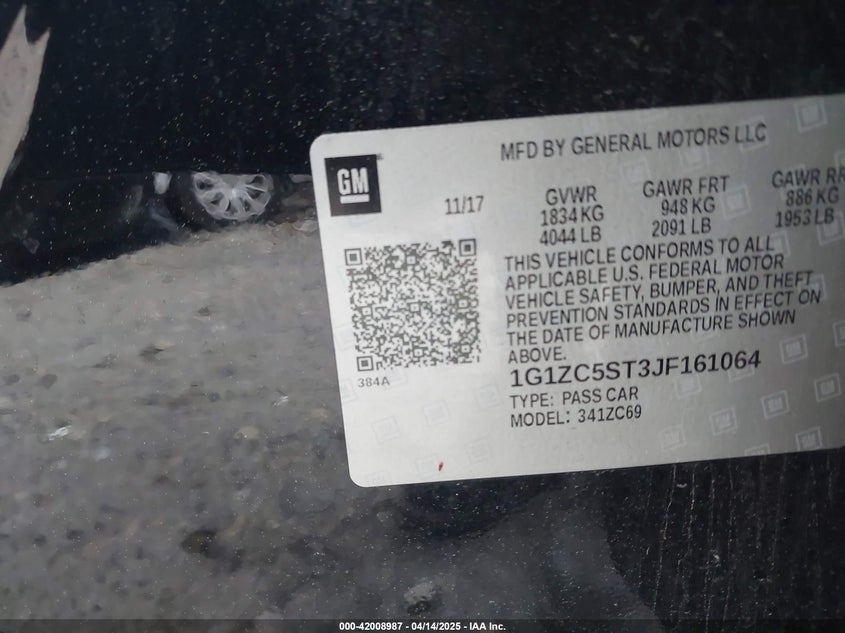 MFD BY GENERAL MOTORS LLC
GM
11/17
GVWR
1834 KG
4044 LB
GAWR FRT
948 KG
2091 LB
GAWR RR
886 KG
1953 LB
THIS VEHICLE CONFORMS TO ALL
APPLICABLE U.S. FEDERAL MOTOR
VEHICLE SAFETY, BUMPER, AND THEFT
PREVENTION STANDARDS IN EFFECT ON
THE DATE OF MANUFACTURE SHOWN
ABOVE.
384A
1G1ZC5ST3JF161064
TYPE: PASS CAR
MODEL: 341ZC69
000-42008987 - 04/14/2025 - IAA Inc.